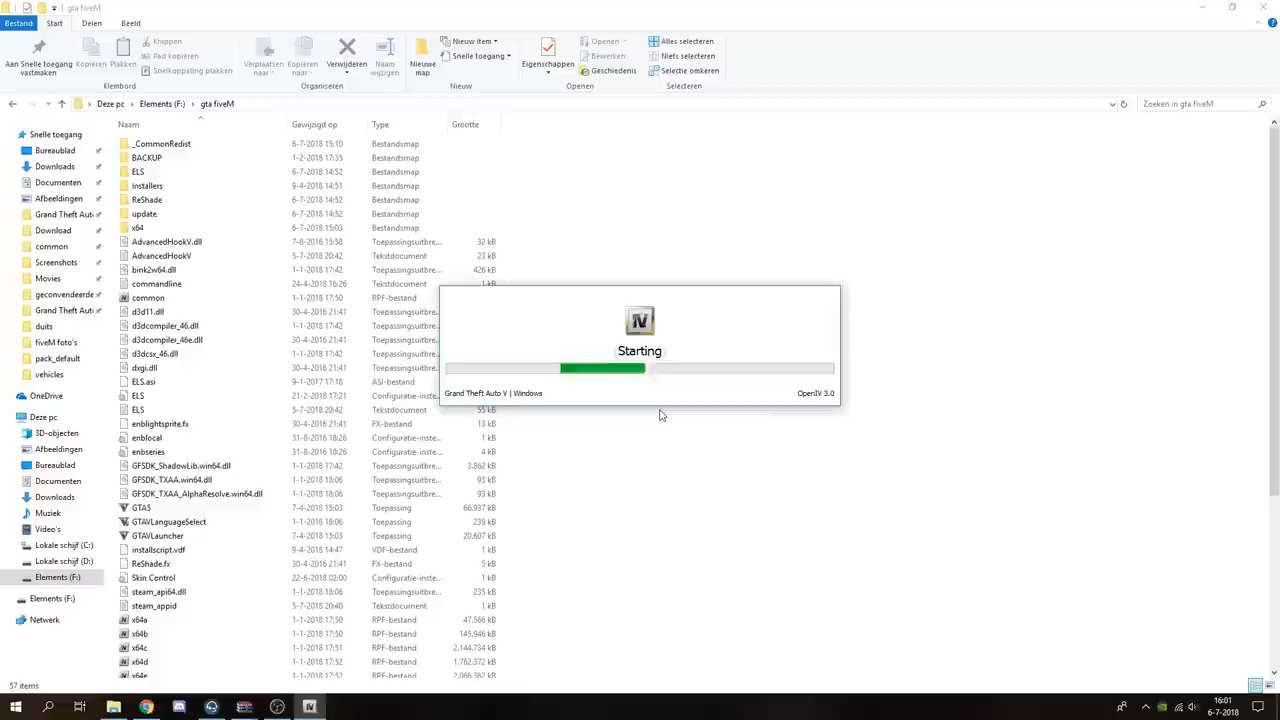 gta fiveM
Bestand Start Delen Beeld
Aan Snelle toegang vastmaken
Kopiëren
Plakken
Knippen
Pad kopiëren
Snelkoppeling plakken
Klembord
Verplaatsen naar
Kopiëren naar
Verwijderen
Naam wijzigen
Organiseren
Nieuwe map
Nieuw item
Snelle toegang
Nieuw
Eigenschappen
Openen
Bewerken
Geschiedenis
Openen
Alles selecteren
Niets selecteren
Selectie omkeren
Selecteren
Deze pc › Elements (F:) › gta fiveM
Zoeken in gta fiveM
Snelle toegang
Bureaublad
Downloads
Documenten
Afbeeldingen
Grand Theft Aut
Download
common
Screenshots
Movies
geconvendeerde
Grand Theft Aut
duits
fiveM foto's
pack_default
vehicles
OneDrive
Deze pc
3D-objecten
Afbeeldingen
Bureaublad
Documenten
Downloads
Muziek
Video's
Lokale schijf (C:)
Lokale schijf (D:)
Elements (F:)
Elements (F:)
Netwerk
Naam Gewijzigd op Type Grootte
_CommonRedist 6-7-2018 15:10 Bestandsmap
BACKUP 1-2-2018 17:35 Bestandsmap
ELS 6-7-2018 14:52 Bestandsmap
Installers 9-4-2018 14:51 Bestandsmap
ReShade 6-7-2018 14:52 Bestandsmap
update 6-7-2018 14:52 Bestandsmap
x64 6-7-2018 15:03 Bestandsmap
AdvancedHookV.dll 7-8-2016 15:58 Toepassingsuitbre... 32 kB
AdvancedHookV 5-7-2018 20:42 Tekstdocument 23 kB
bink2w64.dll 1-1-2018 17:42 Toepassingsuitbre... 426 kB
commandline 24-4-2018 16:26 Tekstdocument 1 kB
common 1-1-2018 17:50 RPF-bestand
d3d11.dll 30-4-2016 21:41 Toepassingsuitbre...
d3dcompiler_46.dll 1-1-2018 17:42 Toepassingsuitbre...
d3dcompiler_46e.dll 30-4-2016 21:41 Toepassingsuitbre...
d3dcsx_46.dll 1-1-2018 17:42 Toepassingsuitbre...
dxgi.dll 30-4-2016 21:41 Toepassingsuitbre...
ELS.asi 9-1-2017 17:18 ASI-bestand
ELS 21-2-2018 17:21 Configuratie-inste...
ELS 5-7-2018 20:42 Tekstdocument 55 kB
enblightsprite.fx 30-4-2016 21:41 FX-bestand 13 kB
enblocal 31-8-2016 18:26 Configuratie-inste... 1 kB
enbseries 31-8-2016 18:26 Configuratie-inste... 4 kB
GFSDK_ShadowLib.win64.dll 1-1-2018 17:42 Toepassingsuitbre... 3.862 kB
GFSDK_TXAA.win64.dll 1-1-2018 18:06 Toepassingsuitbre... 93 kB
GFSDK_TXAA_AlphaResolve.win64.dll 1-1-2018 18:06 Toepassingsuitbre... 93 kB
GTA5 7-4-2018 15:03 Toepassing 66.937 kB
GTAVLanguageSelect 1-1-2018 18:06 Toepassing 239 kB
GTAVLauncher 7-4-2018 15:03 Toepassing 20.607 kB
installscript.vdf 9-4-2018 14:47 VDF-bestand 1 kB
ReShade.fx 30-4-2016 21:41 FX-bestand 5 kB
Skin Control 22-6-2018 02:00 Configuratie-inste... 1 kB
steam_api64.dll 1-1-2018 18:06 Toepassingsuitbre... 235 kB
steam_appid 5-7-2018 20:40 Tekstdocument 1 kB
x64a 1-1-2018 17:50 RPF-bestand 47.566 kB
x64b 1-1-2018 17:50 RPF-bestand 145.946 kB
x64c 1-1-2018 17:51 RPF-bestand 2.144.734 kB
x64d 1-1-2018 17:52 RPF-bestand 1.762.372 kB
x64e 1-1-2018 17:52 RPF-bestand 2.066.362 kB
IV
Starting
Grand Theft Auto V | Windows
OpenIV 3.0
57 items
16:01
6-7-2018